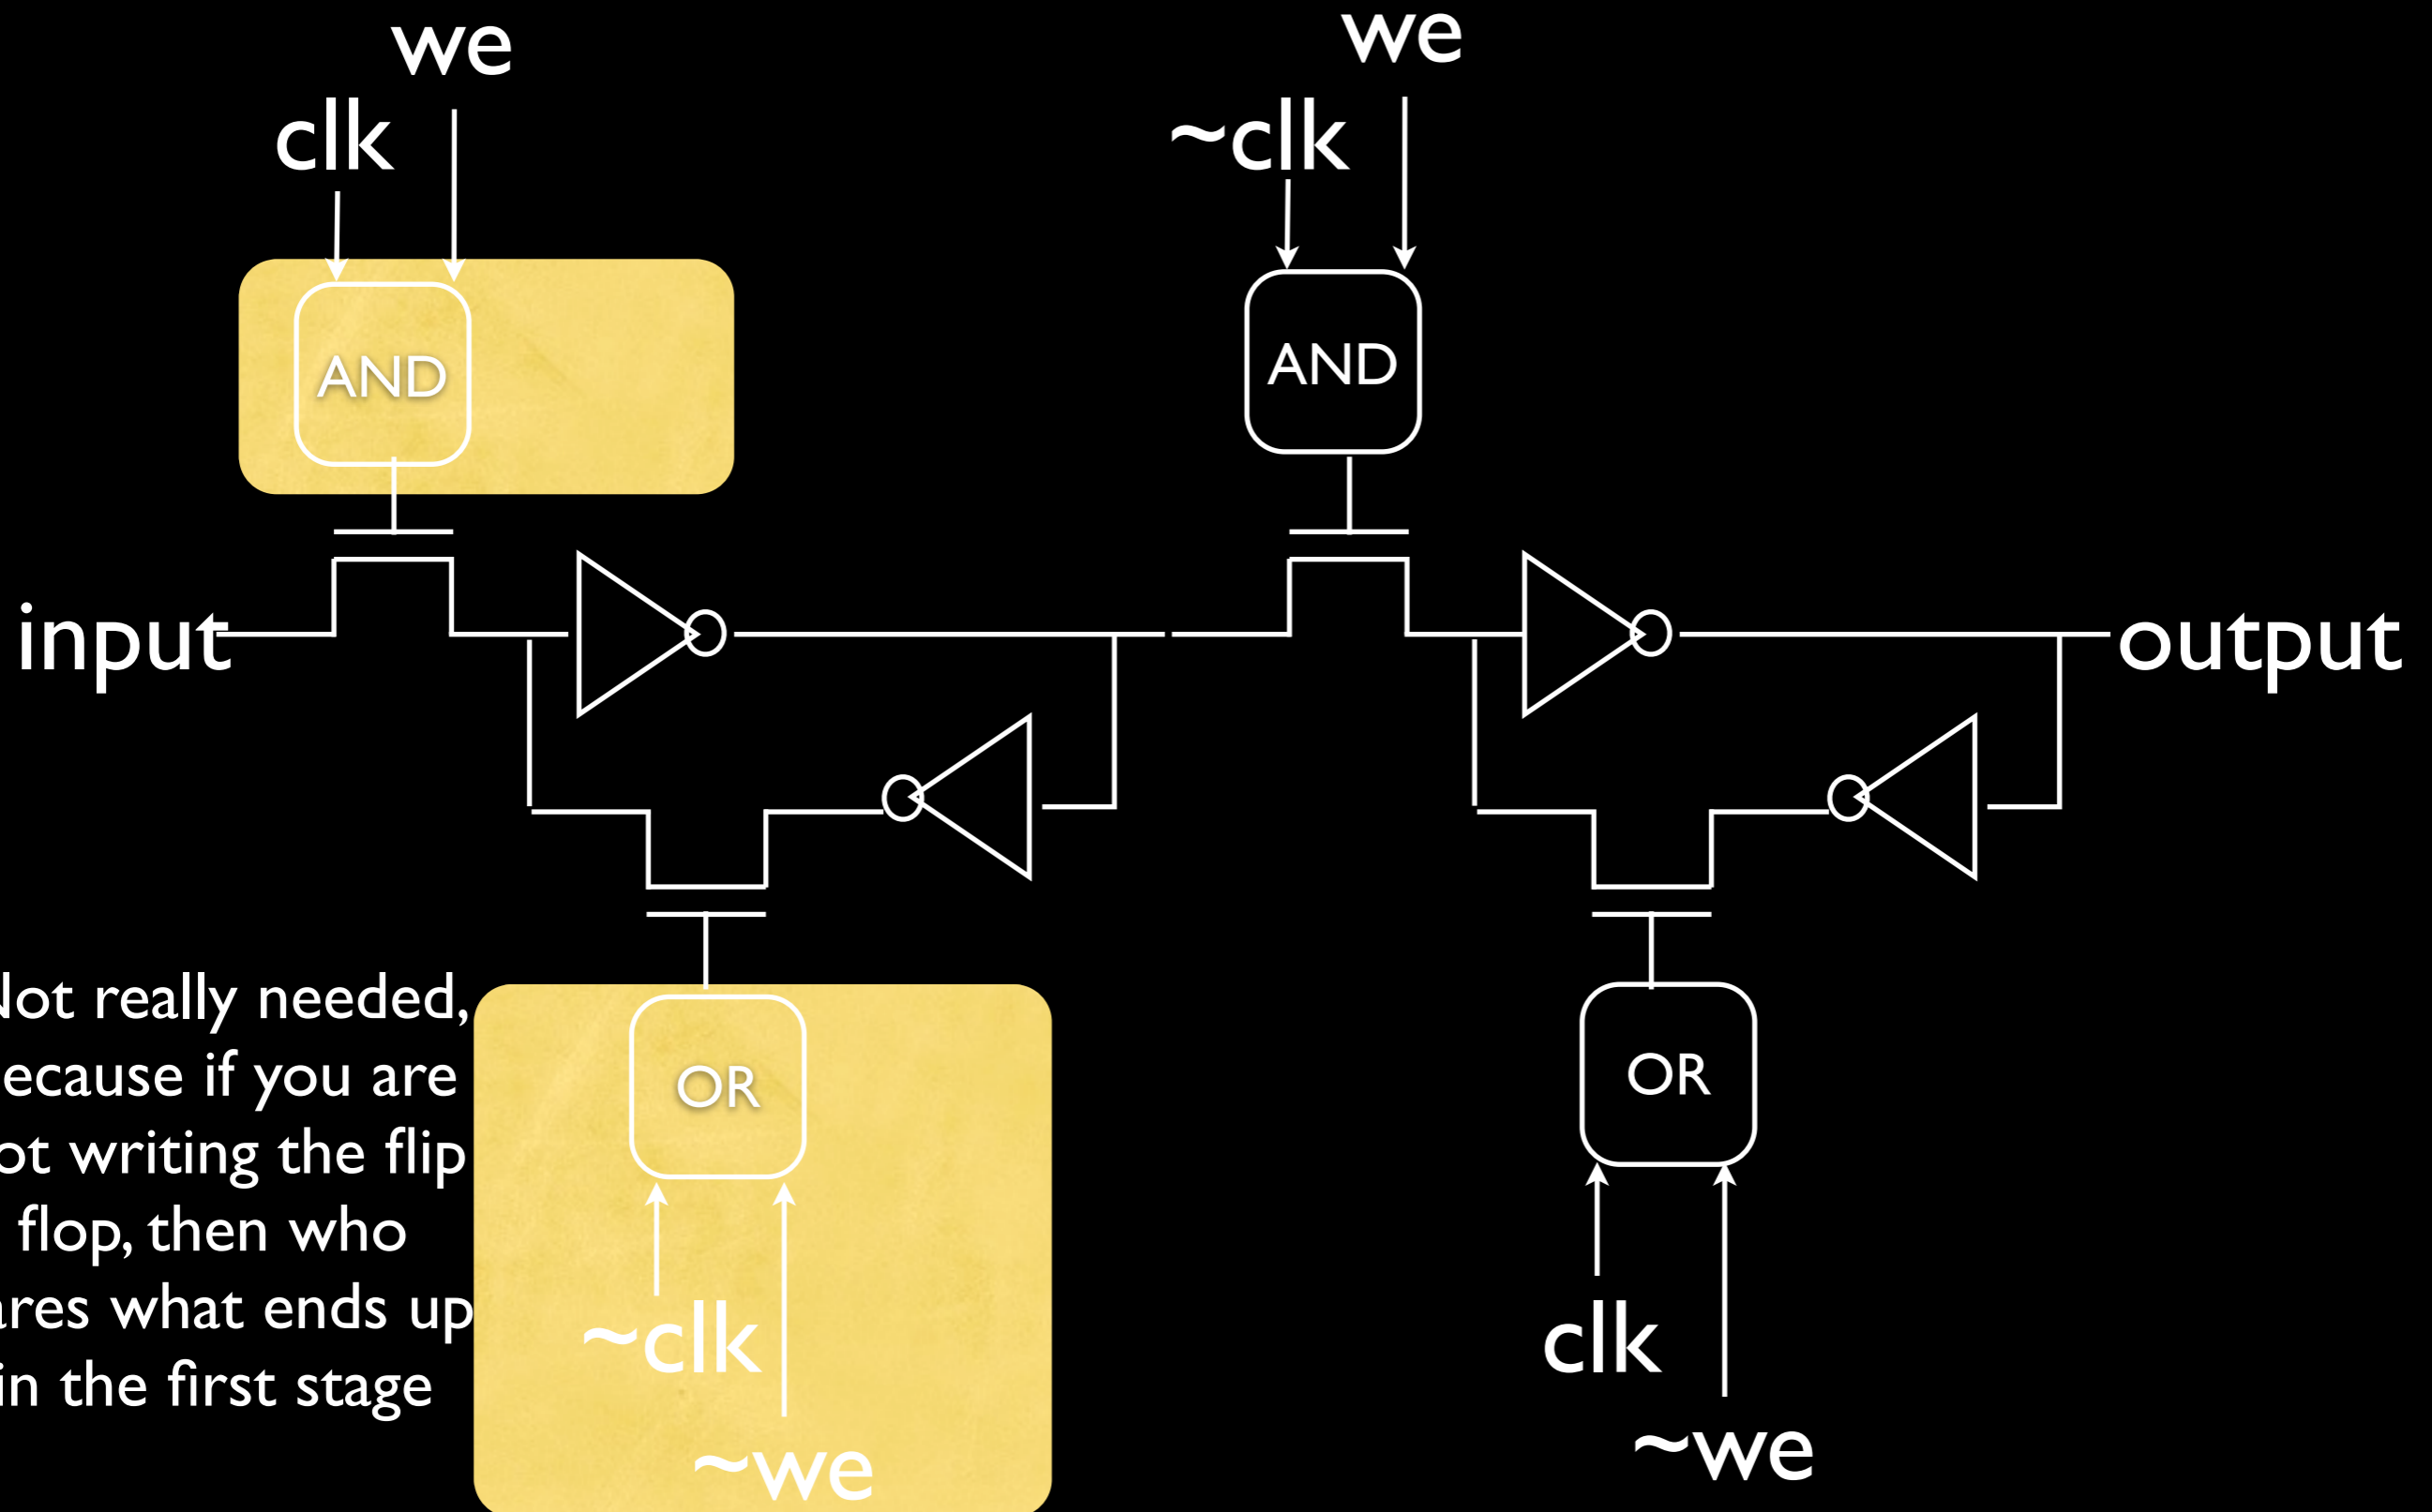 we
we
clk
~clk
AND
AND
input
output
Not really needed,
ecause if you are
ot writing the flip
flop, then who
ares what ends up
in the first stage
OR
OR
~clk
clk
~we
~we